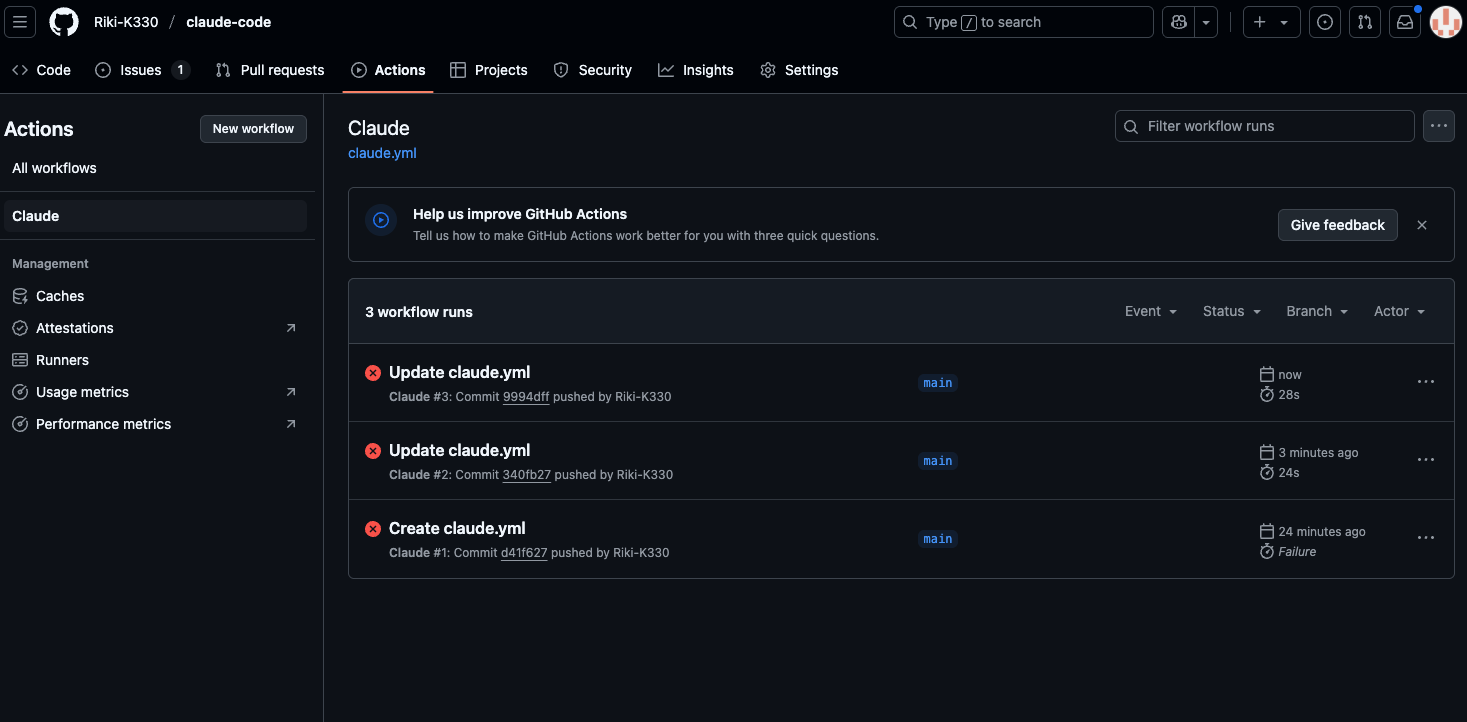 Riki-K330 / claude-code
Type / to search
Code
Issues 1
Pull requests
Actions
Projects
Security
Insights
Settings
Actions
New workflow
All workflows
Claude
Management
Caches
Attestations
Runners
Usage metrics
Performance metrics
Claude
claude.yml
Filter workflow runs
Help us improve GitHub Actions
Tell us how to make GitHub Actions work better for you with three quick questions.
Give feedback
3 workflow runs
Event
Status
Branch
Actor
Update claude.yml
Claude #3: Commit 9994dff pushed by Riki-K330
main
now
28s
Update claude.yml
Claude #2: Commit 340fb27 pushed by Riki-K330
main
3 minutes ago
24s
Create claude.yml
Claude #1: Commit d41f627 pushed by Riki-K330
main
24 minutes ago
Failure